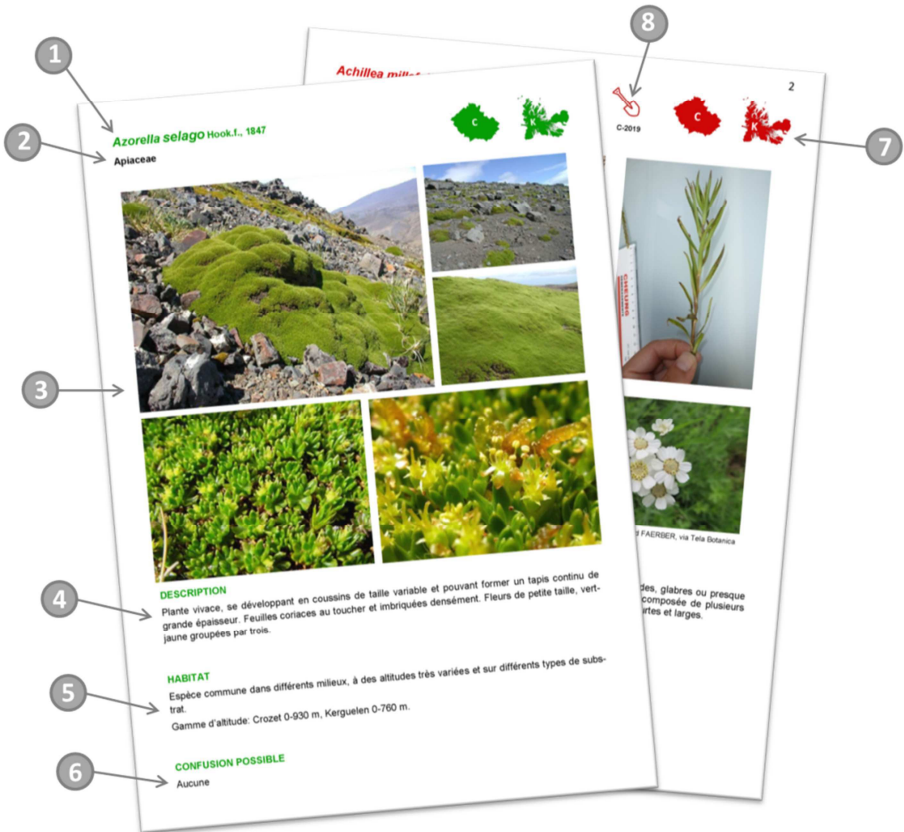 8
1
Achillea
2
Azorella selago Hook.f., 1847
C
K
C-2019
C
K
7
2
Apiaceae
CHEUNG
3
FAERBER, via Tela Botanica
DESCRIPTION
Plante vivace, se développant en coussins de taille variable et pouvant former un tapis continu de
grande épaisseur. Feuilles coriaces au toucher et imbriquées densément. Fleurs de petite taille, vert-
jaune groupées par trois.
4
des, glabres ou presque
composée de plusieurs
rtes et larges.
HABITAT
Espèce commune dans différents milieux, à des altitudes très variées et sur différents types de subs-
trat.
5
Gamme d'altitude: Crozet 0-930 m, Kerguelen 0-760 m.
CONFUSION POSSIBLE
6
Aucune